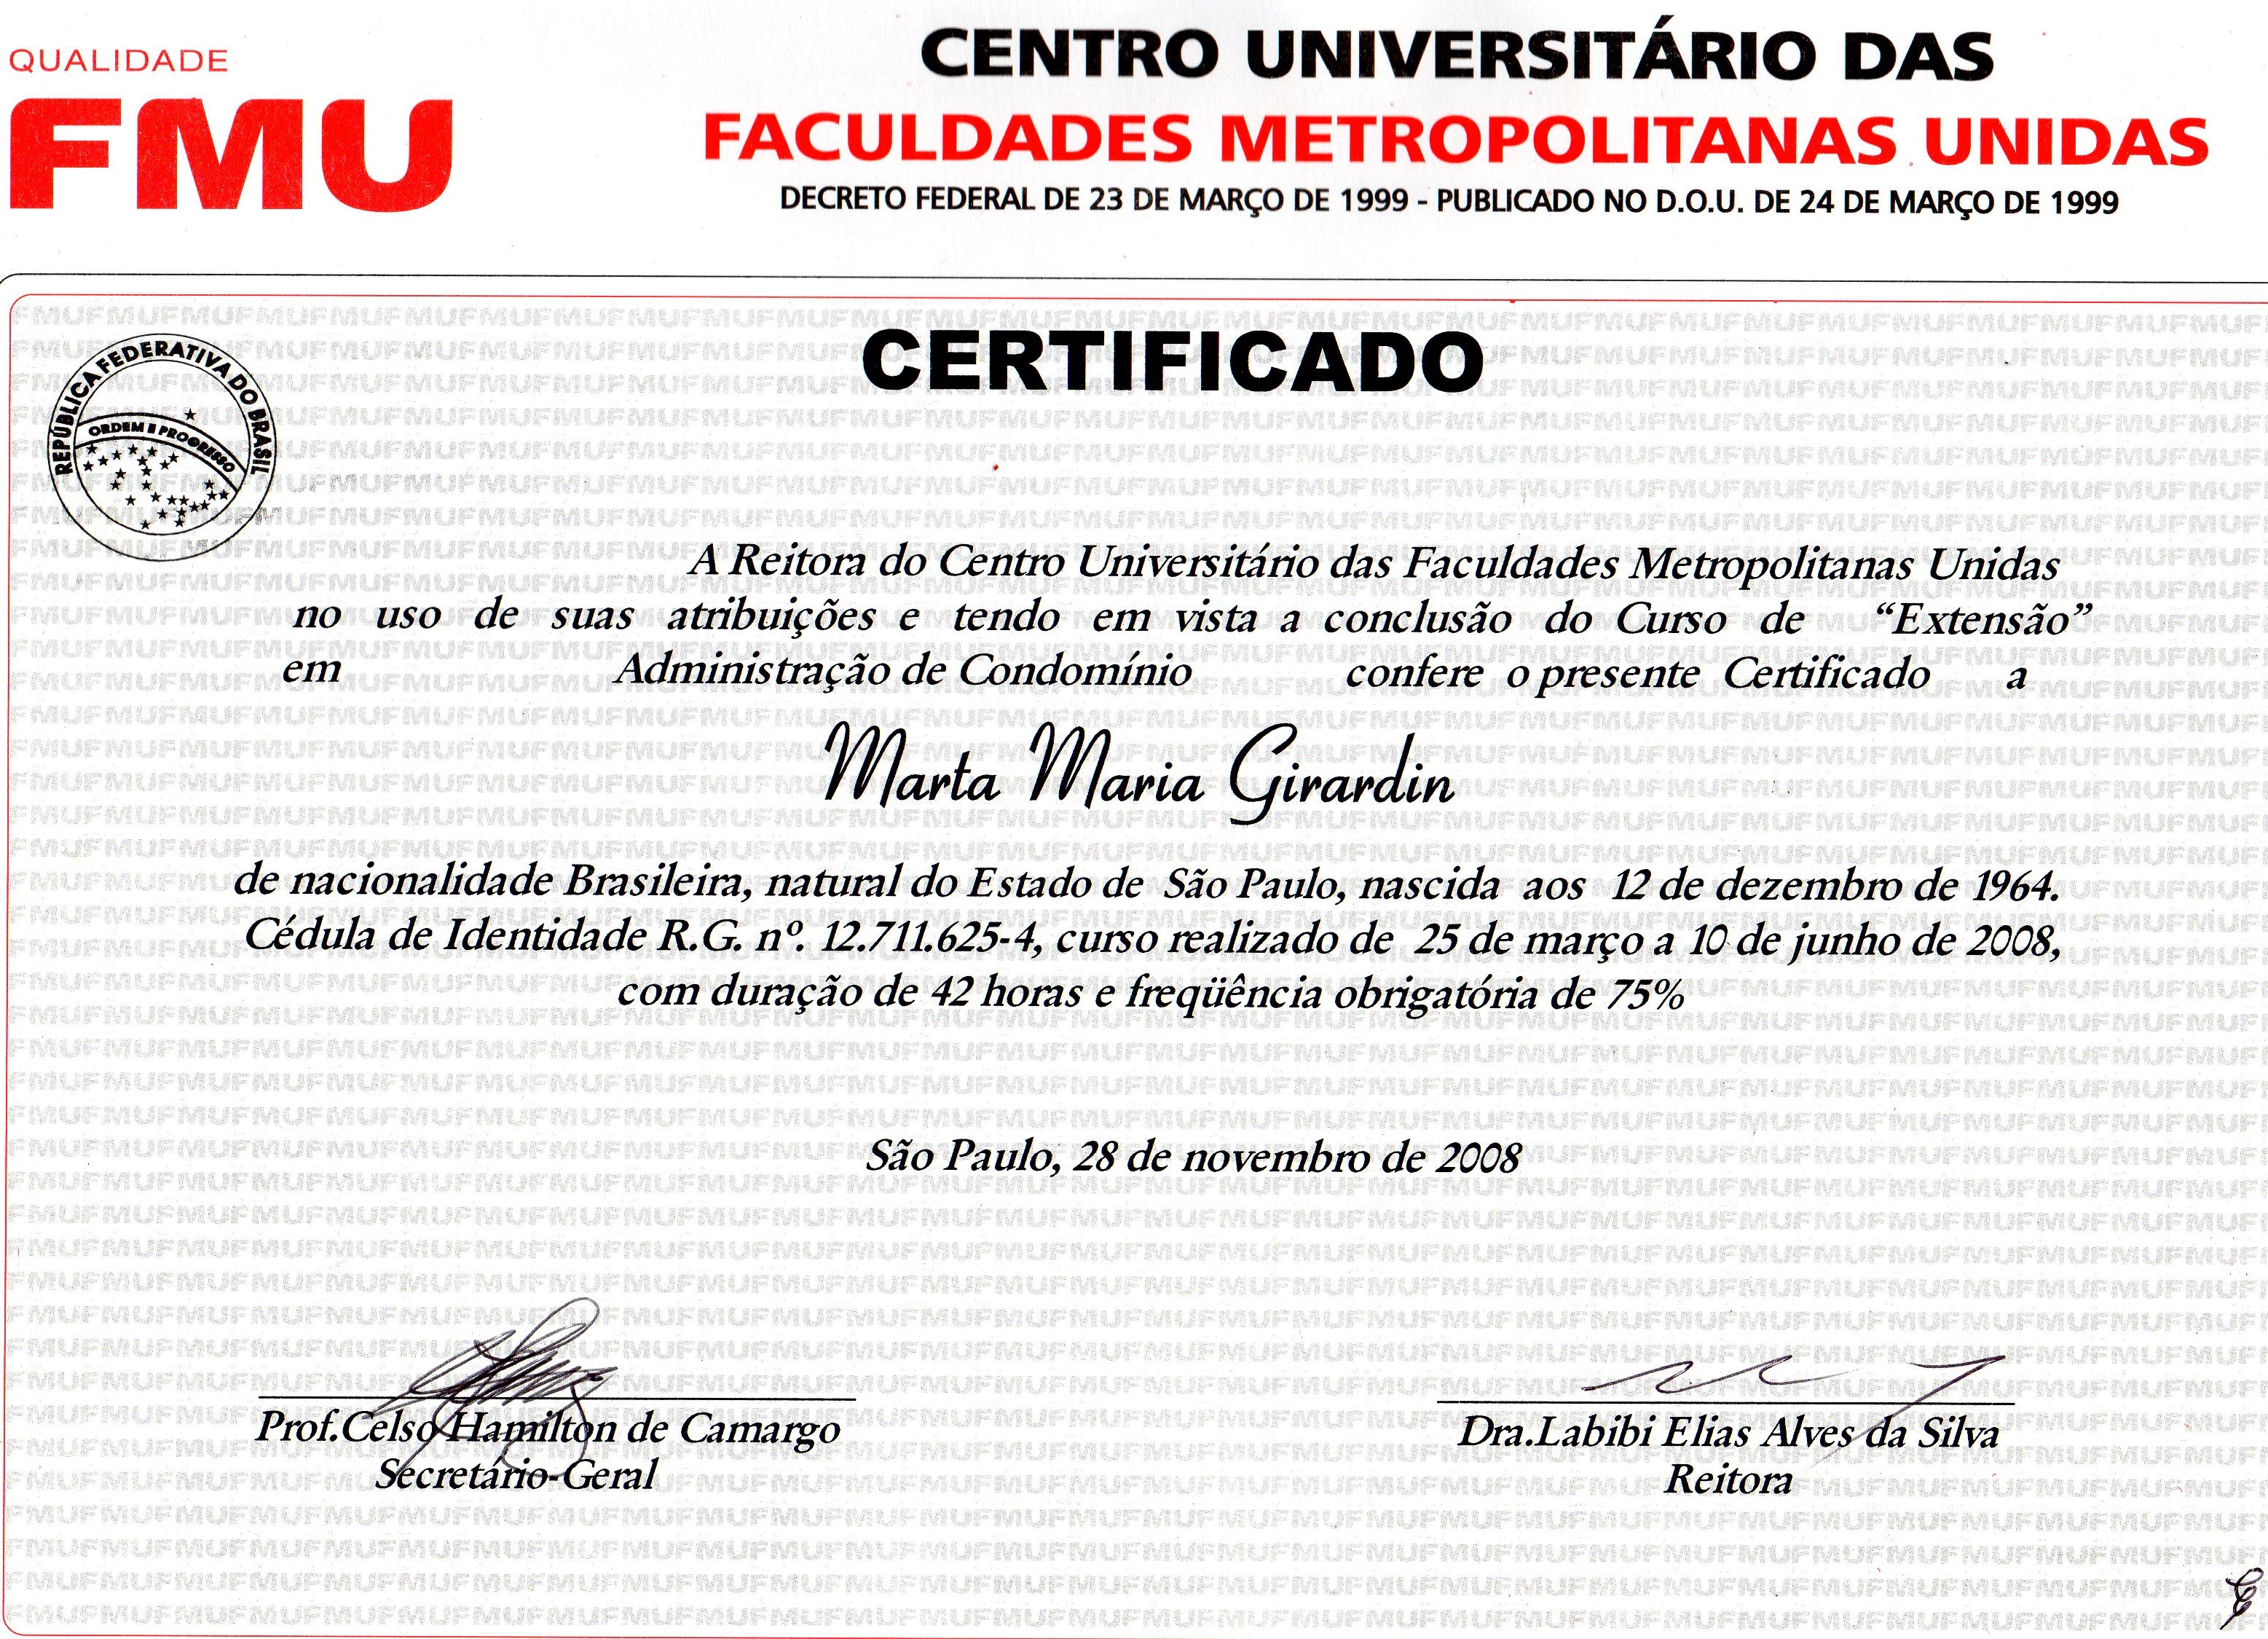 QUALIDADE
FMU
CENTRO UNIVERSITÁRIO DAS
FACULDADES METROPOLITANAS UNIDAS
DECRETO FEDERAL DE 23 DE MARÇO DE 1999 - PUBLICADO NO D.O.U. DE 24 DE MARÇO DE 1999
CERTIFICADO
REPÚBLICA FEDERATIVA DO BRASIL
ORDEM E PROGRESSO
A Reitora do Centro Universitário das Faculdades Metropolitanas Unidas
no uso de suas atribuições e tendo em vista a conclusão do Curso de “Extensão”
em Administração de Condomínio confere o presente Certificado a
Marta Maria Girardin
de nacionalidade Brasileira, natural do Estado de São Paulo, nascida aos 12 de dezembro de 1964.
Cédula de Identidade R.G. nº. 12.711.625-4, curso realizado de 25 de março a 10 de junho de 2008,
com duração de 42 horas e freqüência obrigatória de 75%
São Paulo, 28 de novembro de 2008
Prof.Celso Hamilton de Camargo
Secretário-Geral
Dra.Labibi Elias Alves da Silva
Reitora